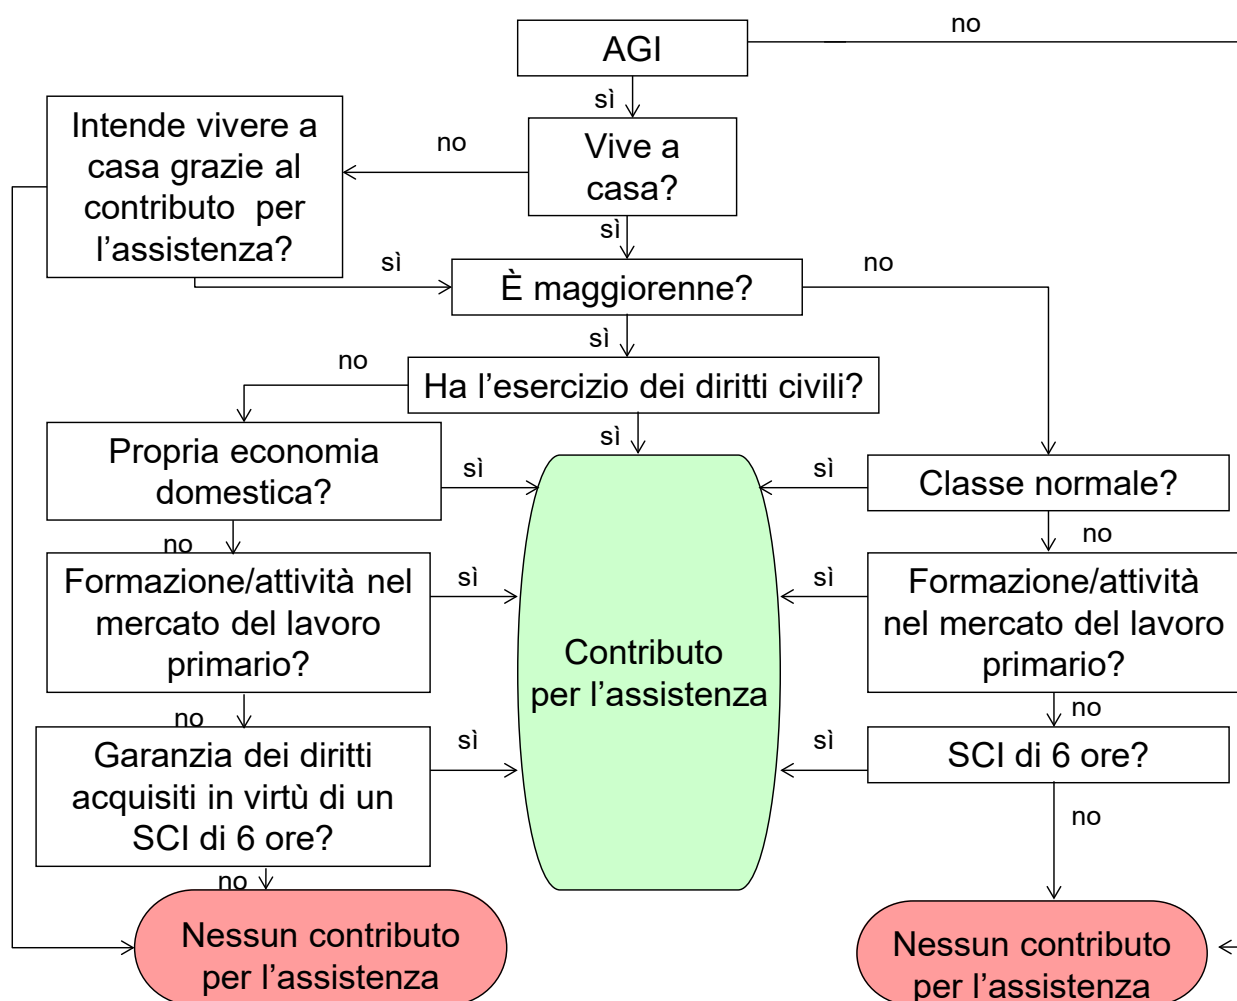 no
AGI
sì
Intende vivere a
casa grazie al
contributo per
l'assistenza?
no
Vive a
casa?
sì
sì
È maggiorenne?
no
sì
no
Ha l'esercizio dei diritti civili?
sì
Propria economia
domestica?
sì
sì
Classe normale?
no
no
Formazione/attività nel
mercato del lavoro
primario?
sì
Contributo
per l'assistenza
sì
Formazione/attività
nel mercato del lavoro
primario?
no
no
Garanzia dei diritti
acquisiti in virtù di un
SCI di 6 ore?
sì
sì
SCI di 6 ore?
no
no
Nessun contributo
per l'assistenza
Nessun contributo
per l'assistenza